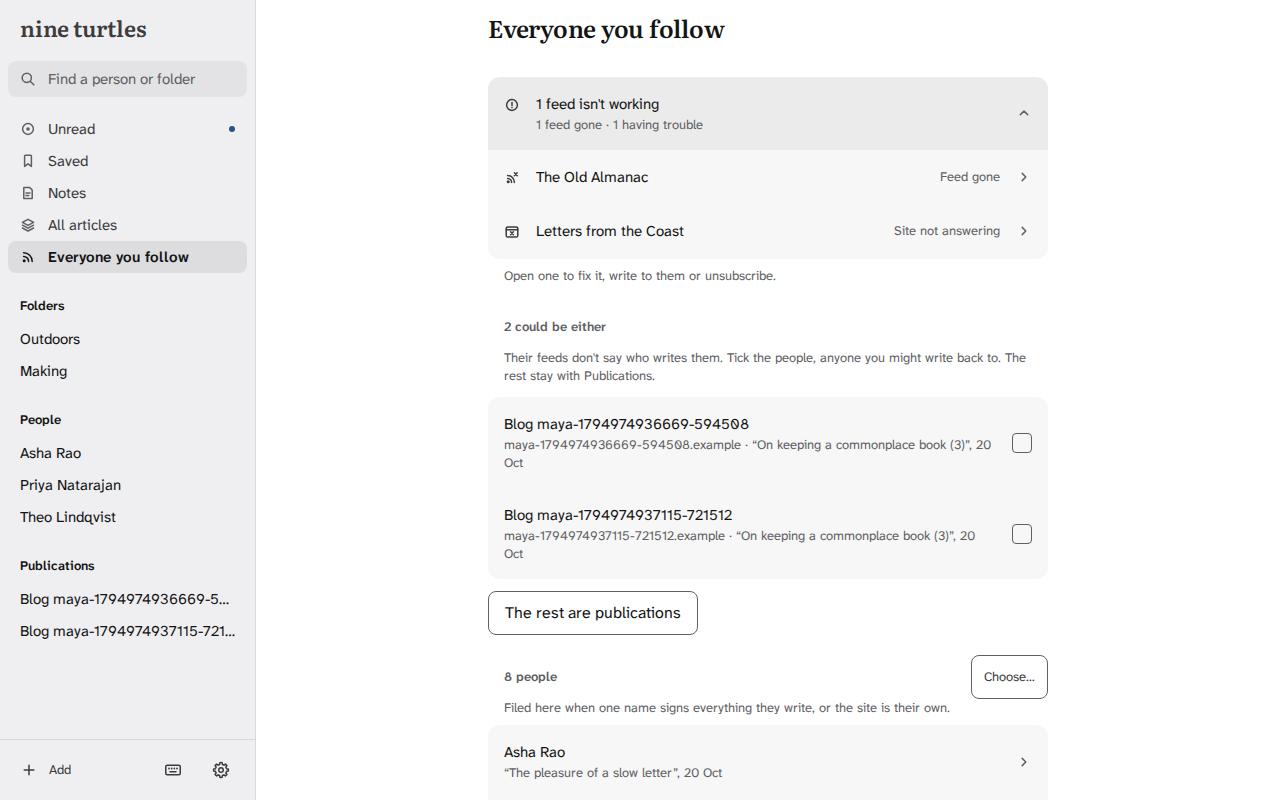 nine turtles
Find a person or folder
Unread
Saved
Notes
All articles
Everyone you follow
Folders
Outdoors
Making
People
Asha Rao
Priya Natarajan
Theo Lindqvist
Publications
Blog maya-1794974936669-5...
Blog maya-1794974937115-721...
Add
Everyone you follow
1 feed isn't working
1 feed gone · 1 having trouble
The Old Almanac
Feed gone
Letters from the Coast
Site not answering
Open one to fix it, write to them or unsubscribe.
2 could be either
Their feeds don't say who writes them. Tick the people, anyone you might write back to. The
rest stay with Publications.
Blog maya-1794974936669-594508
maya-1794974936669-594508.example · “On keeping a commonplace book (3)”, 20
Oct
Blog maya-1794974937115-721512
maya-1794974937115-721512.example · “On keeping a commonplace book (3)”, 20
Oct
The rest are publications
8 people
Choose...
Filed here when one name signs everything they write, or the site is their own.
Asha Rao
“The pleasure of a slow letter”, 20 Oct